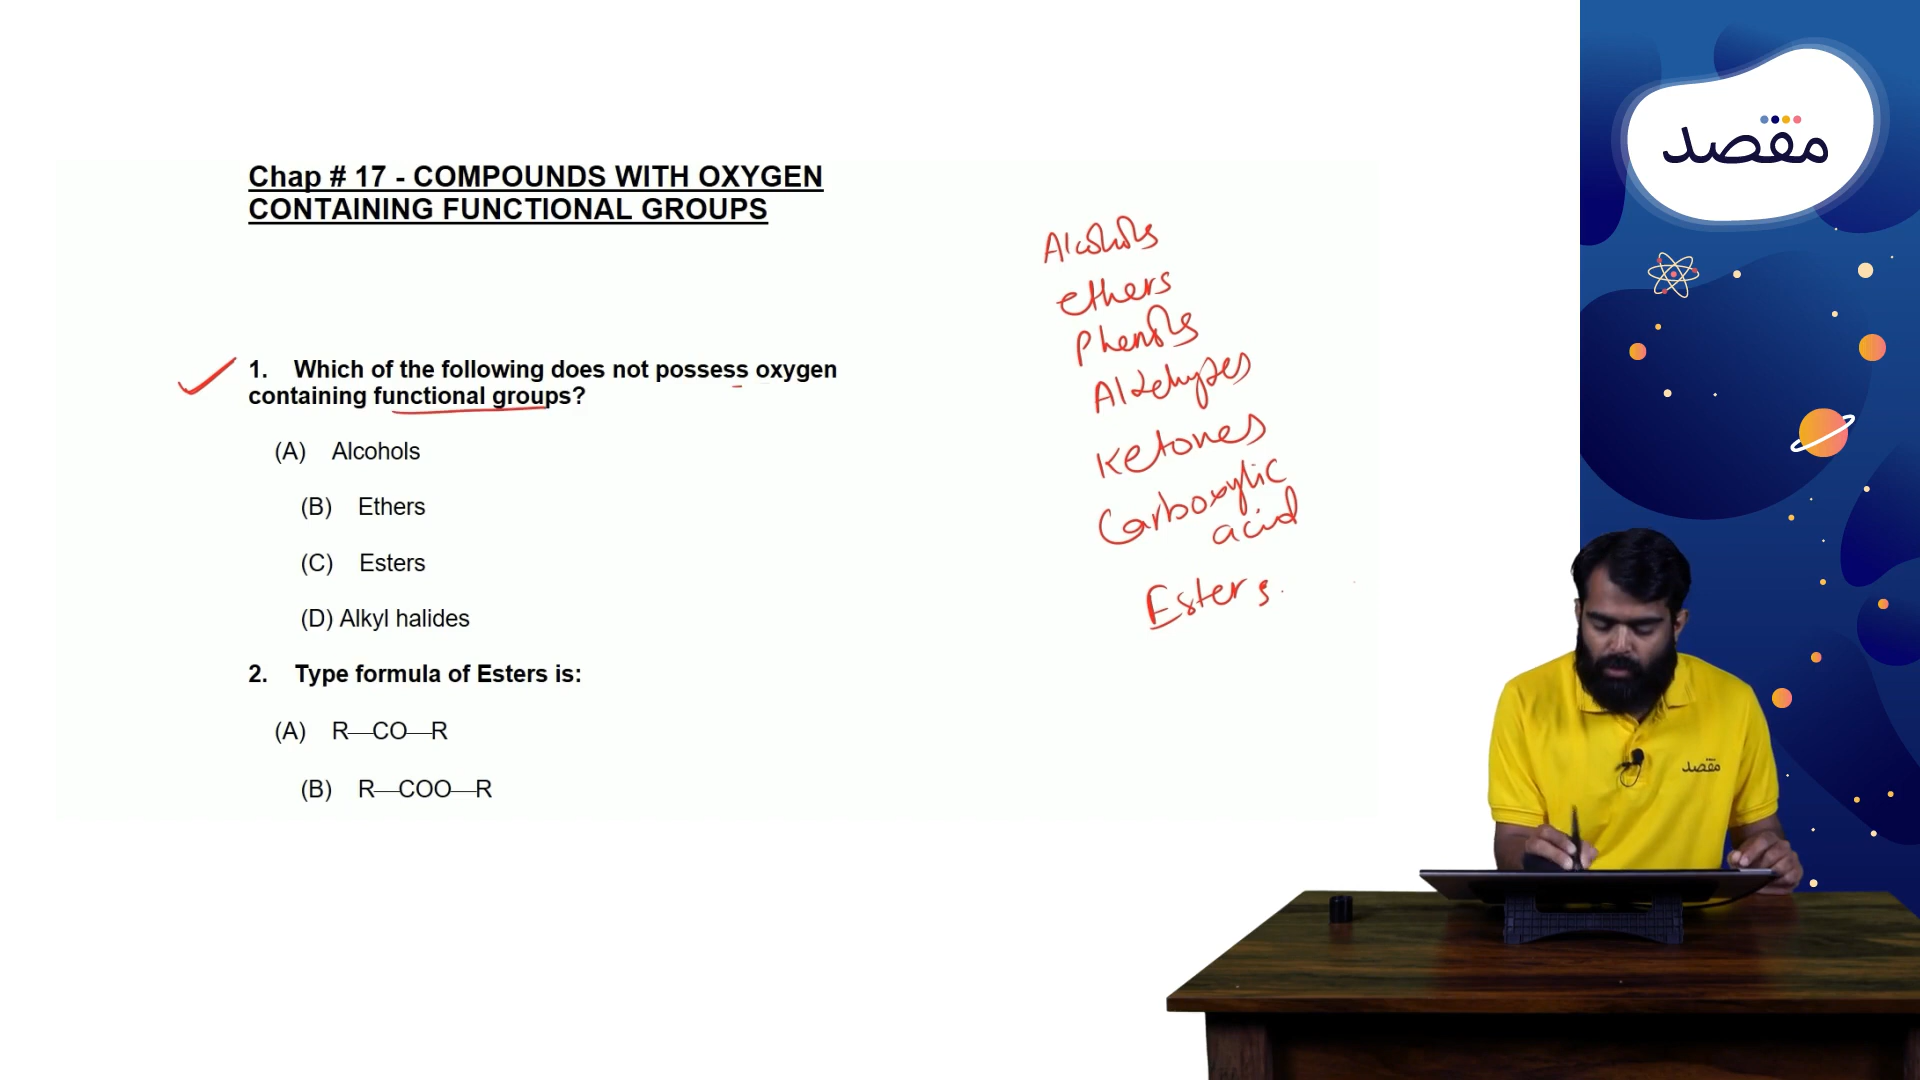 Chap # 17 - COMPOUNDS WITH OXYGEN
CONTAINING FUNCTIONAL GROUPS
1. Which of the following does not possess oxygen
containing functional groups?
(A) Alcohols
(B) Ethers
(C) Esters
(D) Alkyl halides
2. Type formula of Esters is:
(A) R—CO—R
(B) R—COO—R
Alcohols
ethers
Phenols
Aldehydes
Ketones
Carboxylic
acid
Esters.
مقصد
مقصد